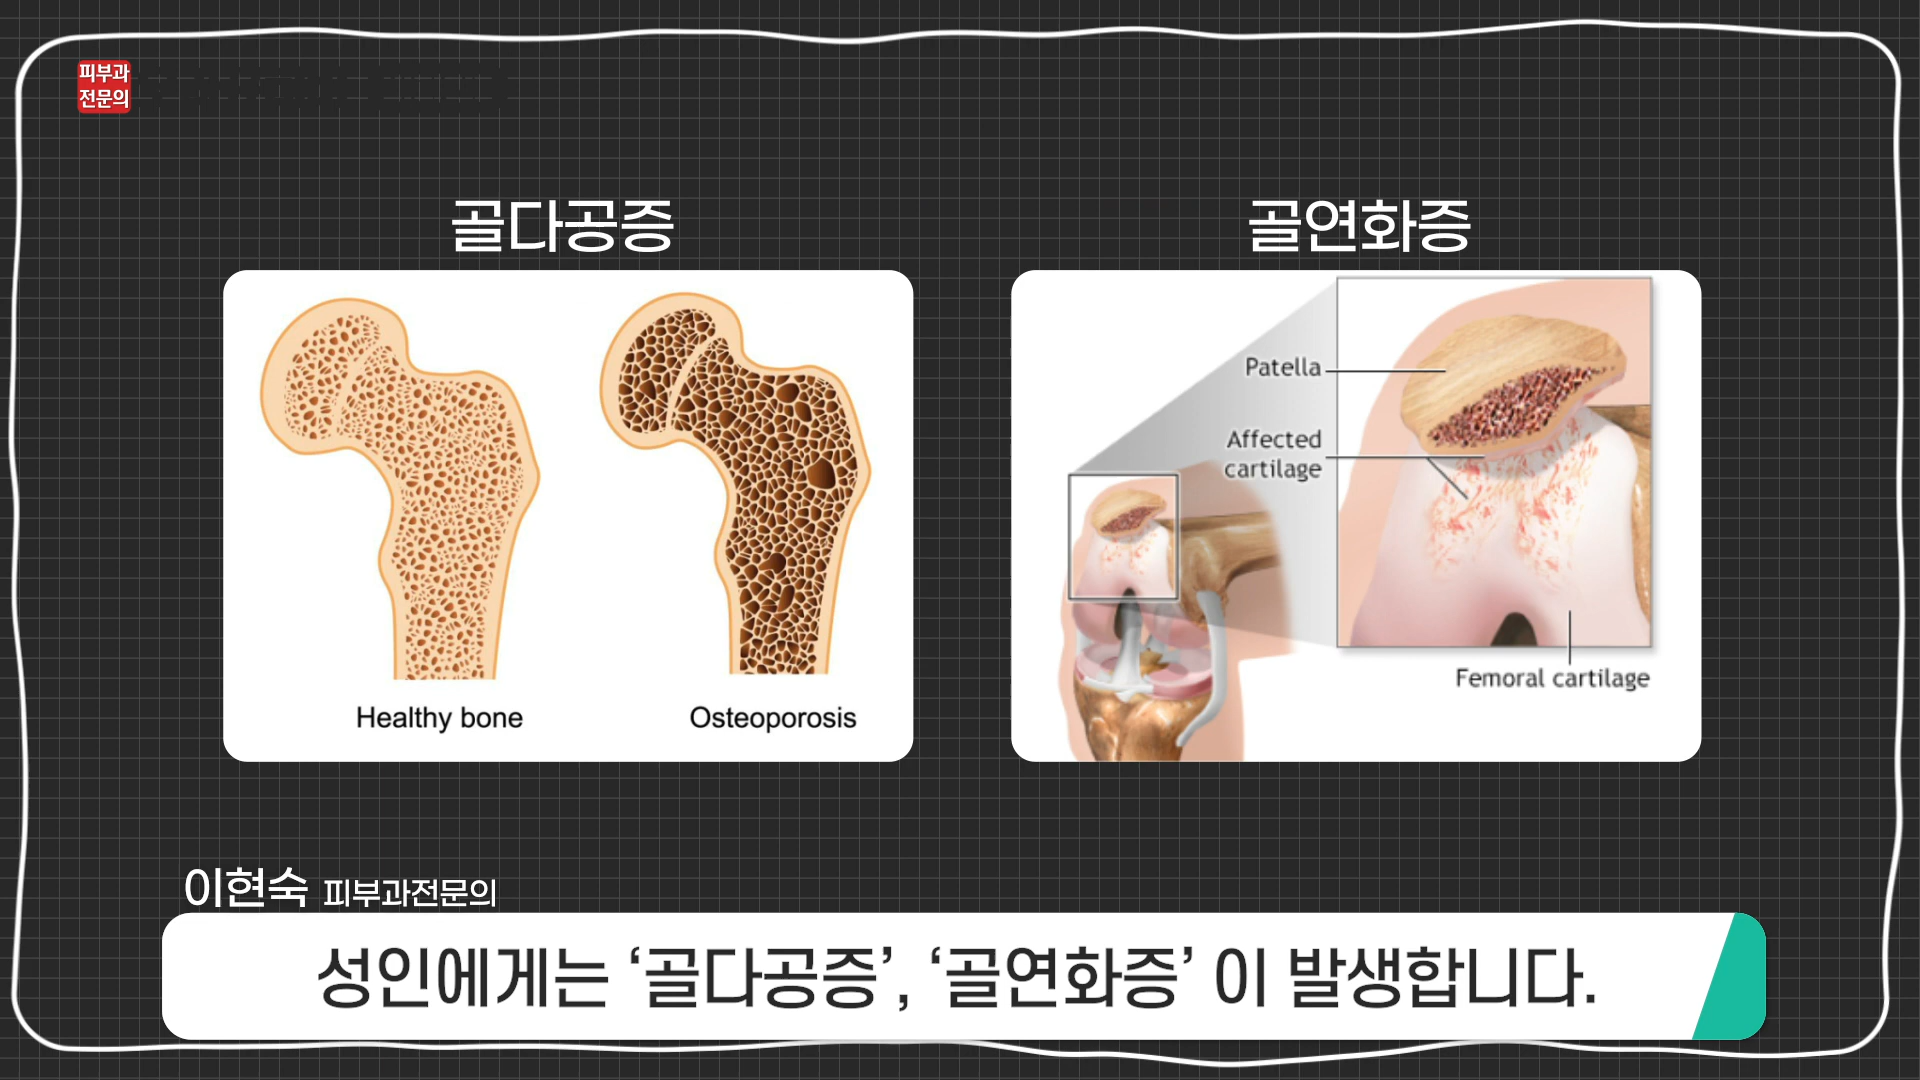 피부과
전문의
골다공증
골연화증
Healthy bone
Osteoporosis
Patella
Affected
cartilage
Femoral cartilage
이현숙 피부과전문의
성인에게는 ‘골다공증’, ‘골연화증’ 이 발생합니다.